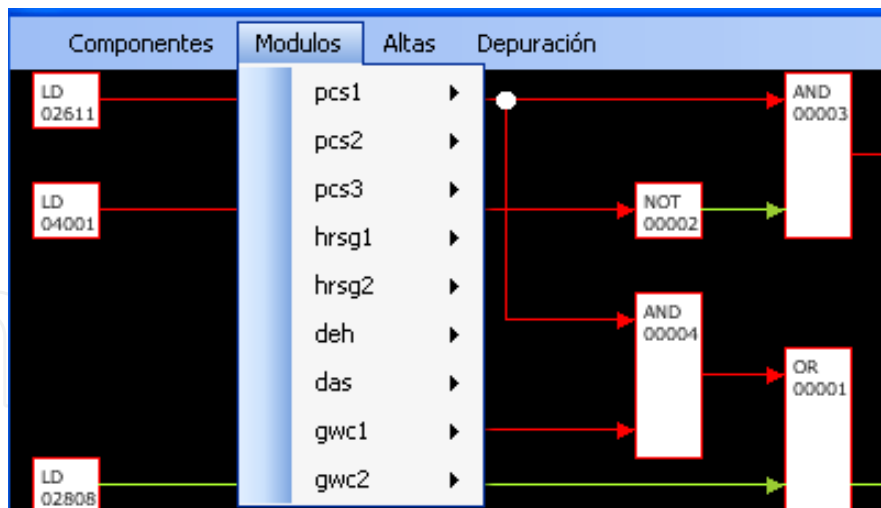 Componentes Modulos Altas Depuración
LD
02611
pcs1
AND
00003
pcs2
LD
04001
pcs3
NOT
00002
hrsg1
hrsg2
AND
00004
deh
das
OR
00001
gwc1
gwc2
LD
02808